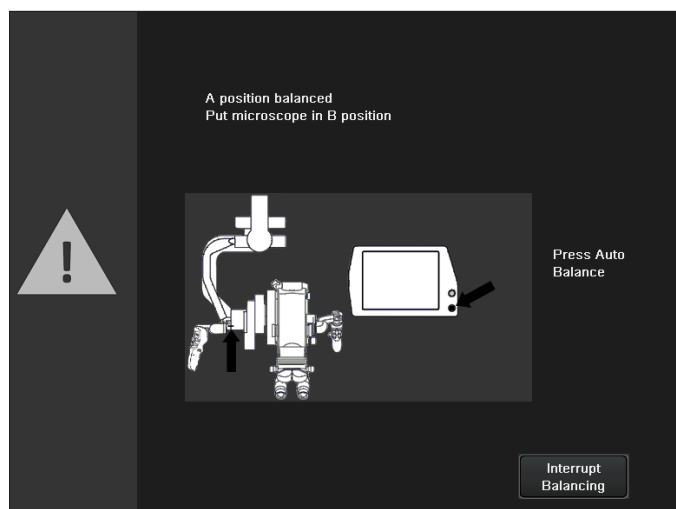 A position balanced
Put microscope in B position
Press Auto
Balance
Interrupt
Balancing